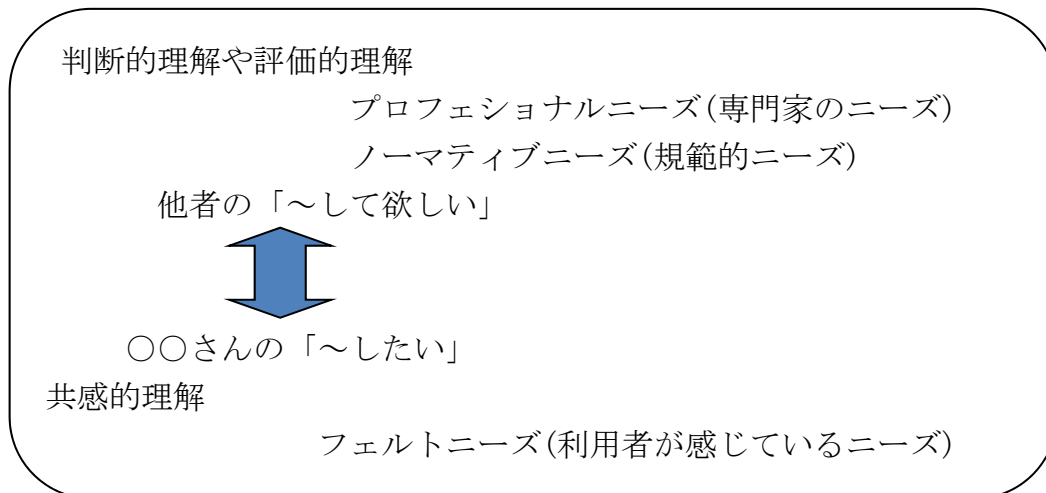 判断的理解や評価的理解
プロフェショナルニーズ(専門家のニーズ)
ノーマティブニーズ(規範的ニーズ)
他者の「～して欲しい」
○○さんの「～したい」
共感的理解
フェルトニーズ(利用者が感じているニーズ)